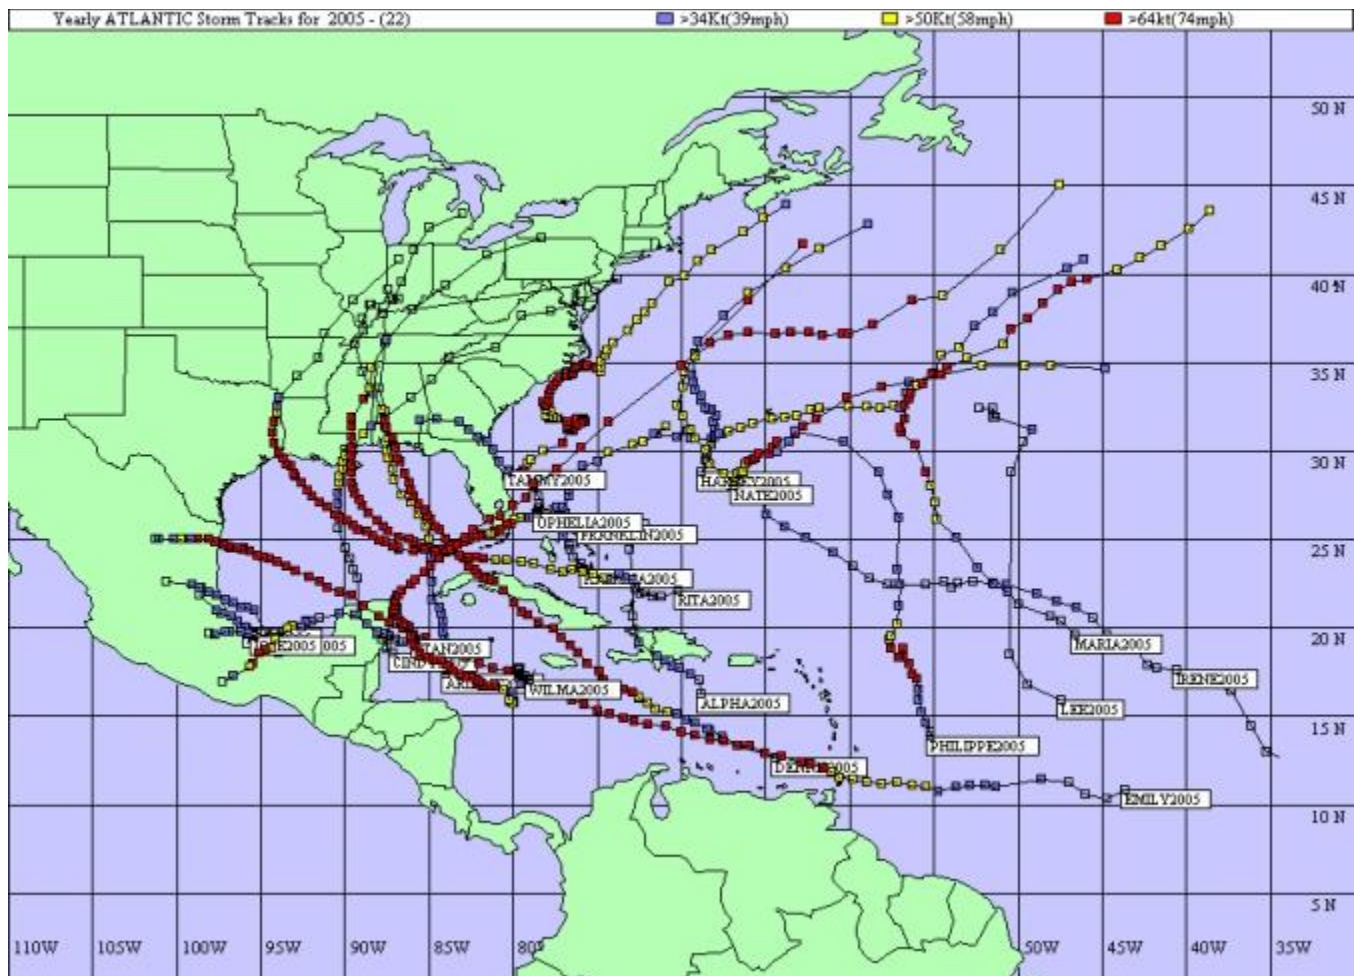 Yearly ATLANTIC Storm Tracks for 2005 - (22) >34Kt(39mph) >50Kt(58mph) >64kt(74mph)
50 N
45 N
40 N
35 N
TAMMY2005
NATE2005
30 N
OPHELIA2005
FRANKLIN2005
25 N
RITA2005
20 N
MARIA2005
IRENE2005
WILMA2005
ALPHA2005
LEE2005
15 N
PHILIPPE2005
EMILY2005
10 N
5 N
110W 105W 100W 95W 90W 85W 80W 50W 45W 40W 35W